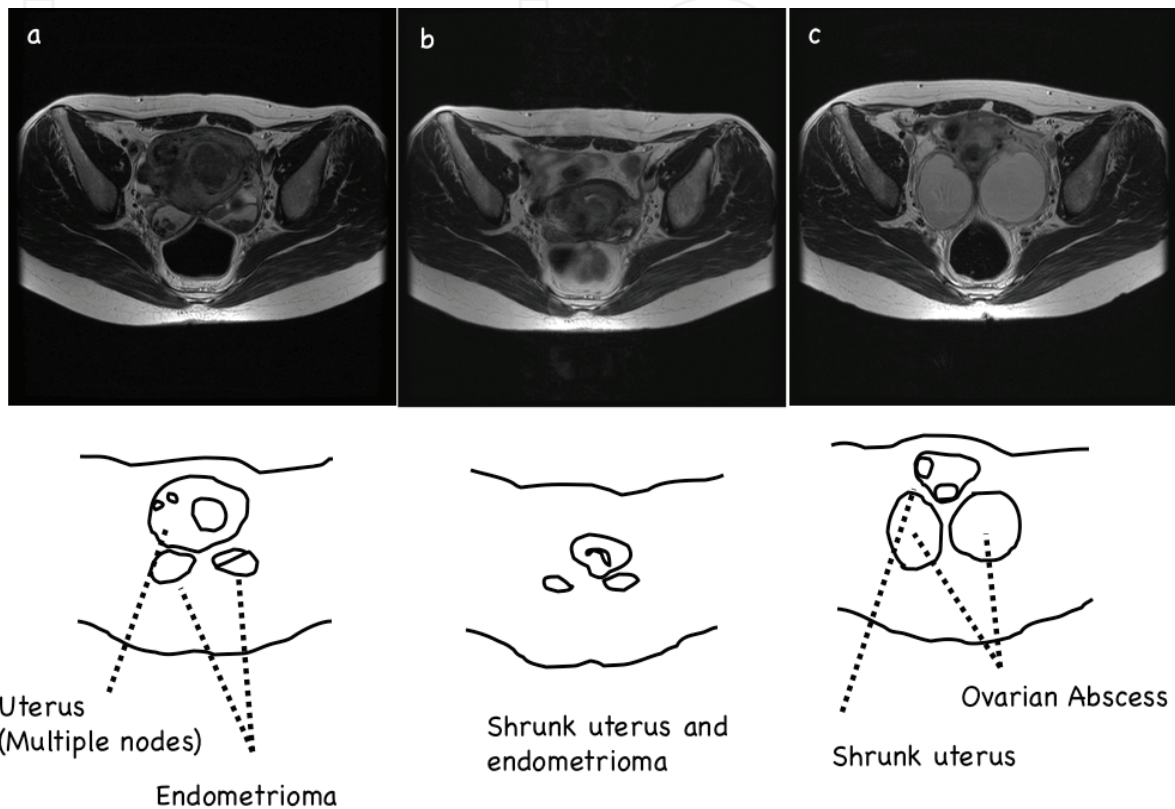 a
b
c
Uterus
(Multiple nodes)
Endometrioma
Shrunk uterus and
endometrioma
Ovarian Abscess
Shrunk uterus